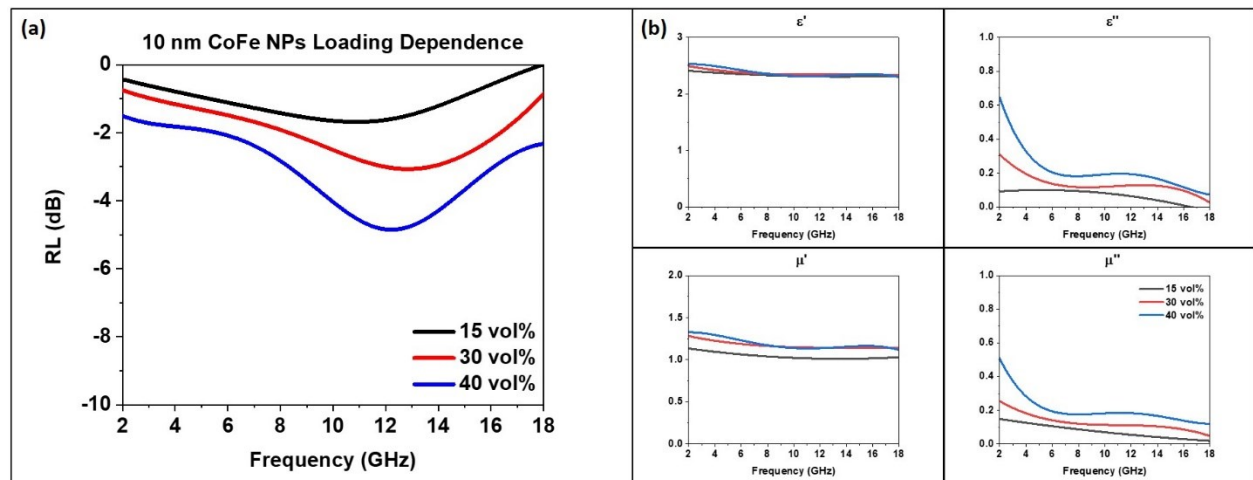 (a)
10 nm CoFe NPs Loading Dependence
RL (dB)
0
-2
-4
-6
-8
-10
15 vol%
30 vol%
40 vol%
2 4 6 8 10 12 14 16 18
Frequency (GHz)
(b)
ε'
3
2
1
0
2 4 6 8 10 12 14 16 18
Frequency (GHz)
ε''
1.0
0.8
0.6
0.4
0.2
0.0
2 4 6 8 10 12 14 16 18
Frequency (GHz)
μ'
2.0
1.5
1.0
0.5
0.0
2 4 6 8 10 12 14 16 18
Frequency (GHz)
μ''
1.0
0.8
0.6
0.4
0.2
0.0
15 vol%
30 vol%
40 vol%
2 4 6 8 10 12 14 16 18
Frequency (GHz)